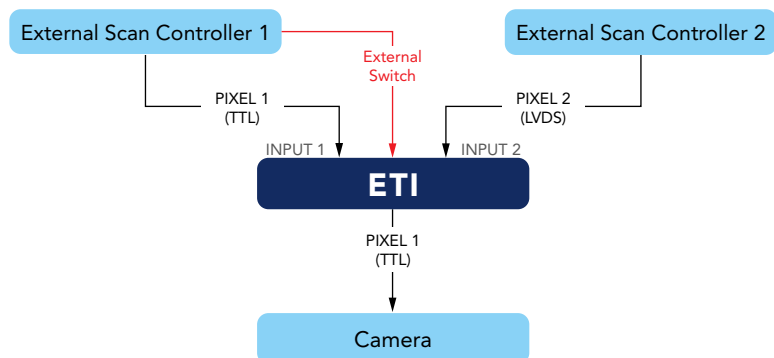 External Scan Controller 1
External Scan Controller 2
External
Switch
PIXEL 1
(TTL)
PIXEL 2
(LVDS)
INPUT 1
INPUT 2
ETI
PIXEL 1
(TTL)
Camera